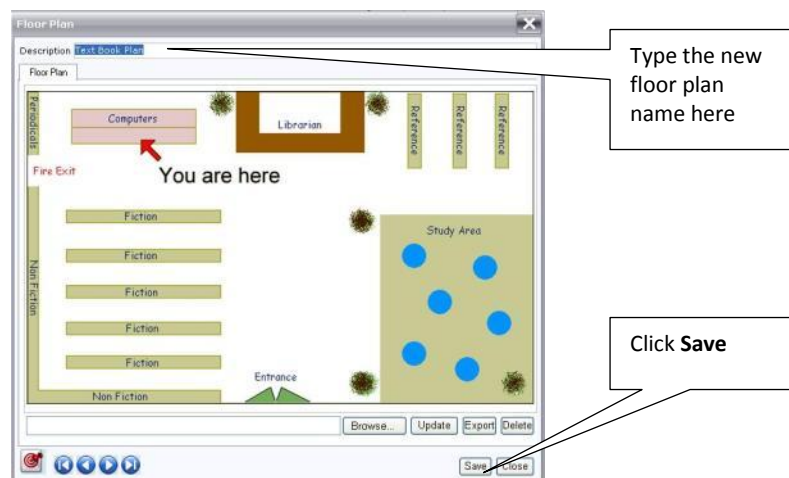 Floor Plan
Description Text Book Plan
Type the new
floor plan
name here
Floor Plan
Periodicals
Computers
Librarian
Reference
Reference
Reference
Fire Exit
You are here
Fiction
Study Area
Fiction
Non Fiction
Fiction
Fiction
Fiction
Entrance
Non Fiction
Click Save
Browse... Update Export Delete
Save Close